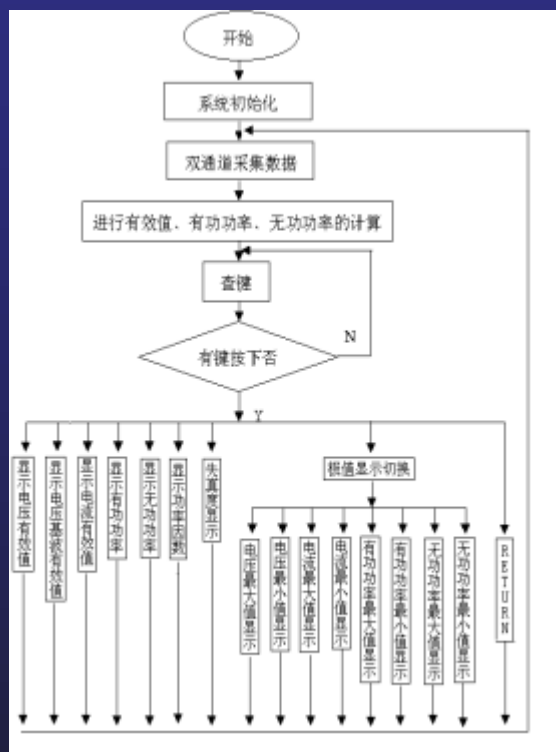 开始
系统初始化
双通道采集数据
进行有效值、有功功率、无功功率的计算
查键
有键按下否
N
Y
显示电压有效值
显示电压基波有效值
显示电流有效值
显示有功功率
显示无功功率
显示功率因数
失真度显示
极值显示切换
电压最大值显示
电压最小值显示
电流最大值显示
电流最小值显示
有功功率最大值显示
有功功率最小值显示
无功功率最大值显示
无功功率最小值显示
RETURN